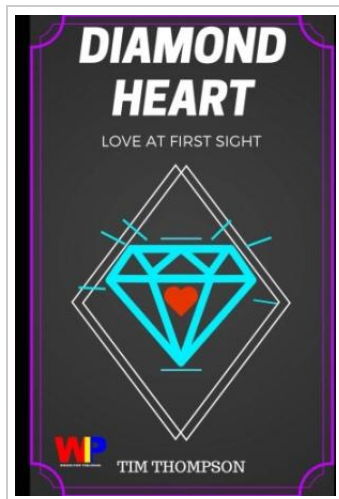 DIAMOND
HEART
LOVE AT FIRST SIGHT
WP
TIM THOMPSON